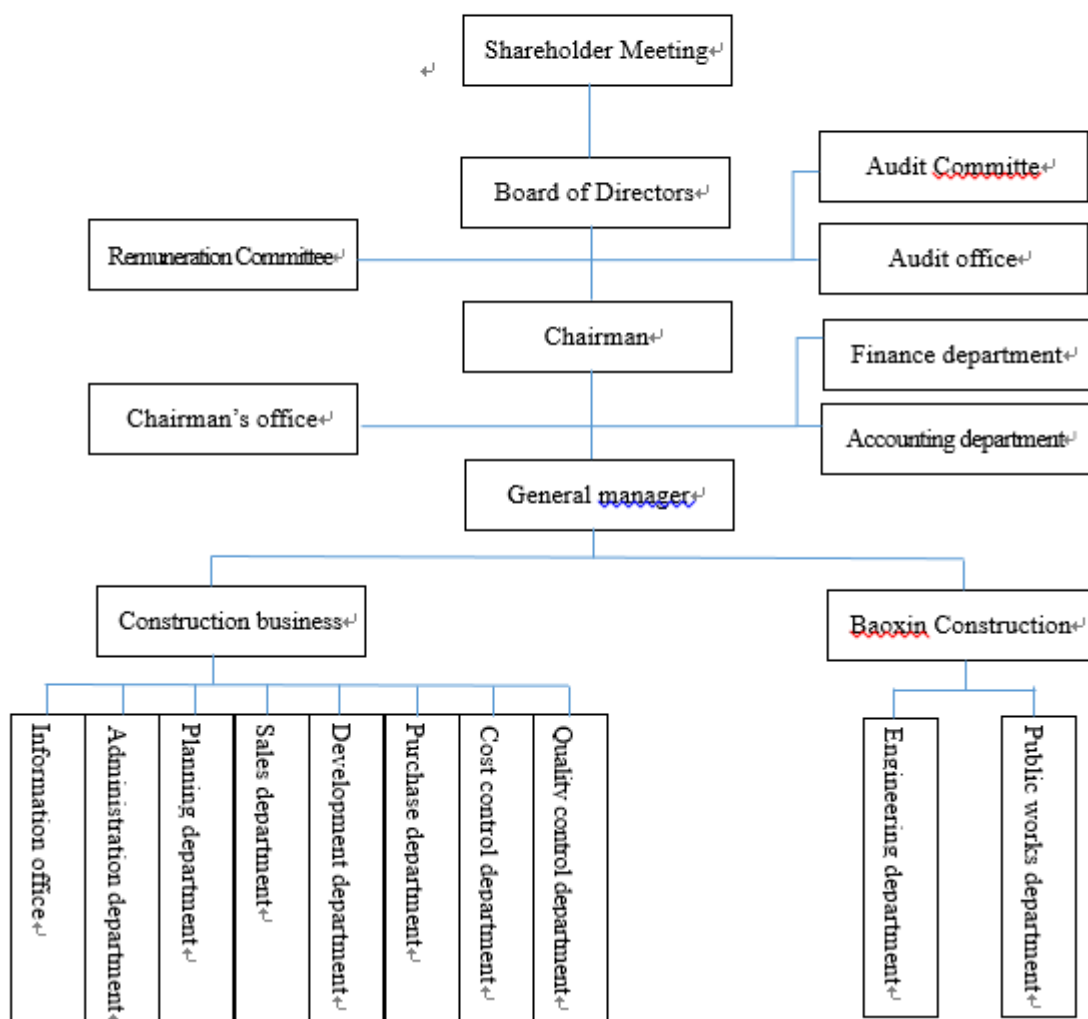 Shareholder Meeting
Board of Directors
Audit Committe
Remuneration Committee
Audit office
Chairman
Finance department
Chairman's office
Accounting department
General manager
Construction business
Baoxin Construction
Information office
Administration department
Planning department
Sales department
Development department
Purchase department
Cost control department
Quality control department
Engineering department
Public works department